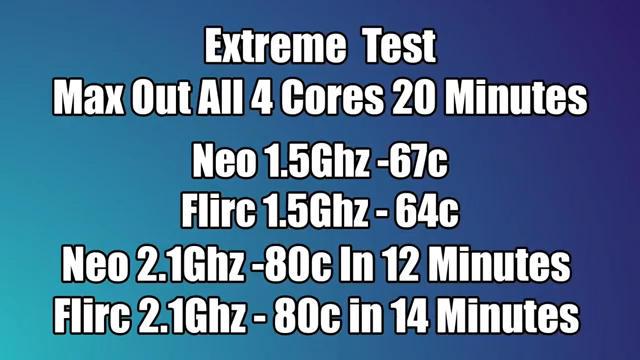 Extreme Test
Max Out All 4 Cores 20 Minutes
Neo 1.5Ghz -67c
Flirc 1.5Ghz - 64c
Neo 2.1Ghz -80c In 12 Minutes
Flirc 2.1Ghz - 80c in 14 Minutes